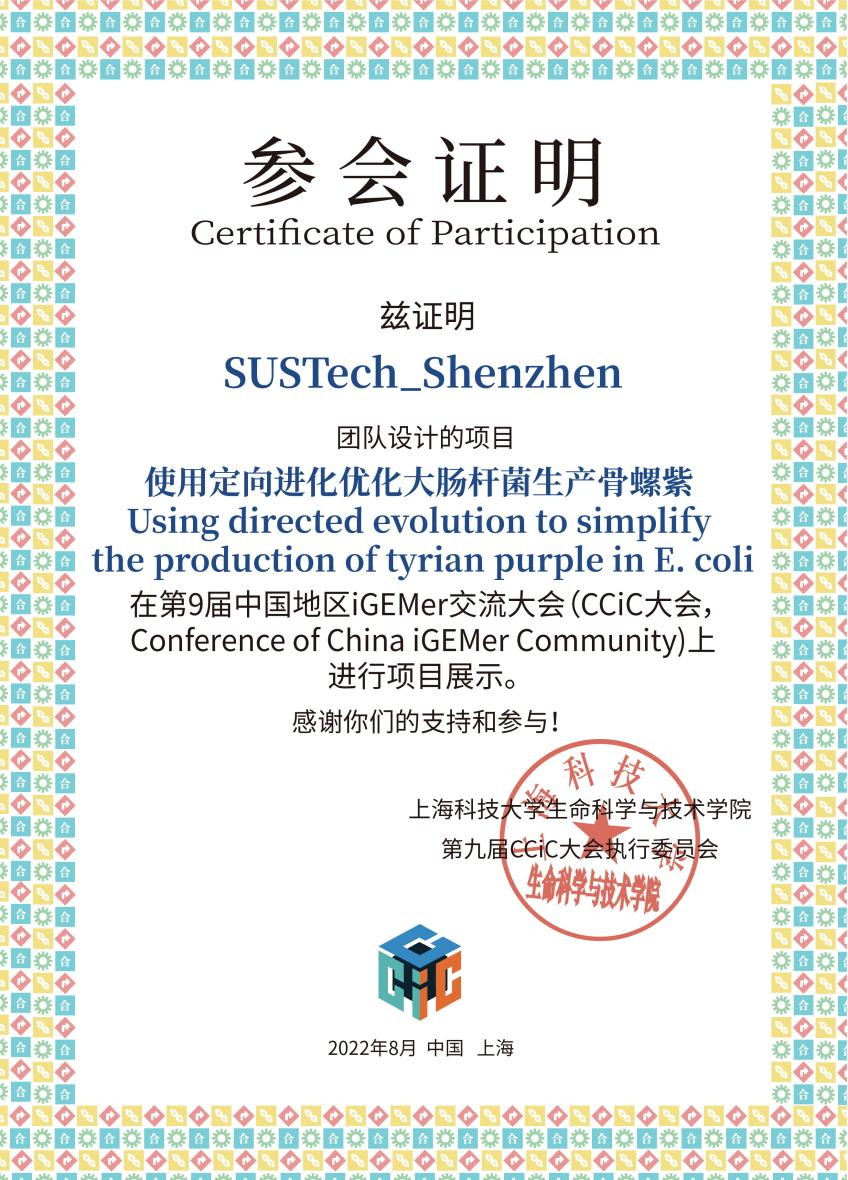 参会证明
Certificate of Participation
兹证明
SUSTech_Shenzhen
团队设计的项目
使用定向进化优化大肠杆菌生产骨螺紫
Using directed evolution to simplify
the production of tyrian purple in E. coli
在第9届中国地区iGEMer交流大会（CCiC大会，
Conference of China iGEMer Community)上
进行项目展示。
感谢你们的支持和参与！
上海科技大学生命科学与技术学院
第九届CCiC大会执行委员会
上海科技大学
生命科学与技术学院
CCiC
2022年8月 中国 上海